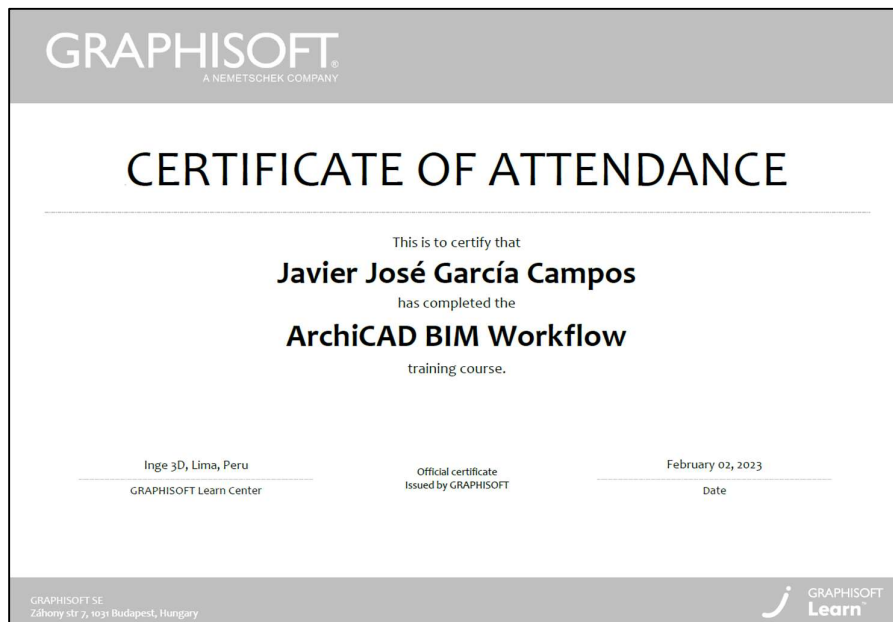 GRAPHISOFT®
A NEMETSCHEK COMPANY
CERTIFICATE OF ATTENDANCE
This is to certify that
Javier José García Campos
has completed the
ArchiCAD BIM Workflow
training course.
Inge 3D, Lima, Peru
GRAPHISOFT Learn Center
Official certificate
Issued by GRAPHISOFT
February 02, 2023
Date
GRAPHISOFT SE
Záhony str 7, 1031 Budapest, Hungary
GRAPHISOFT
Learn™